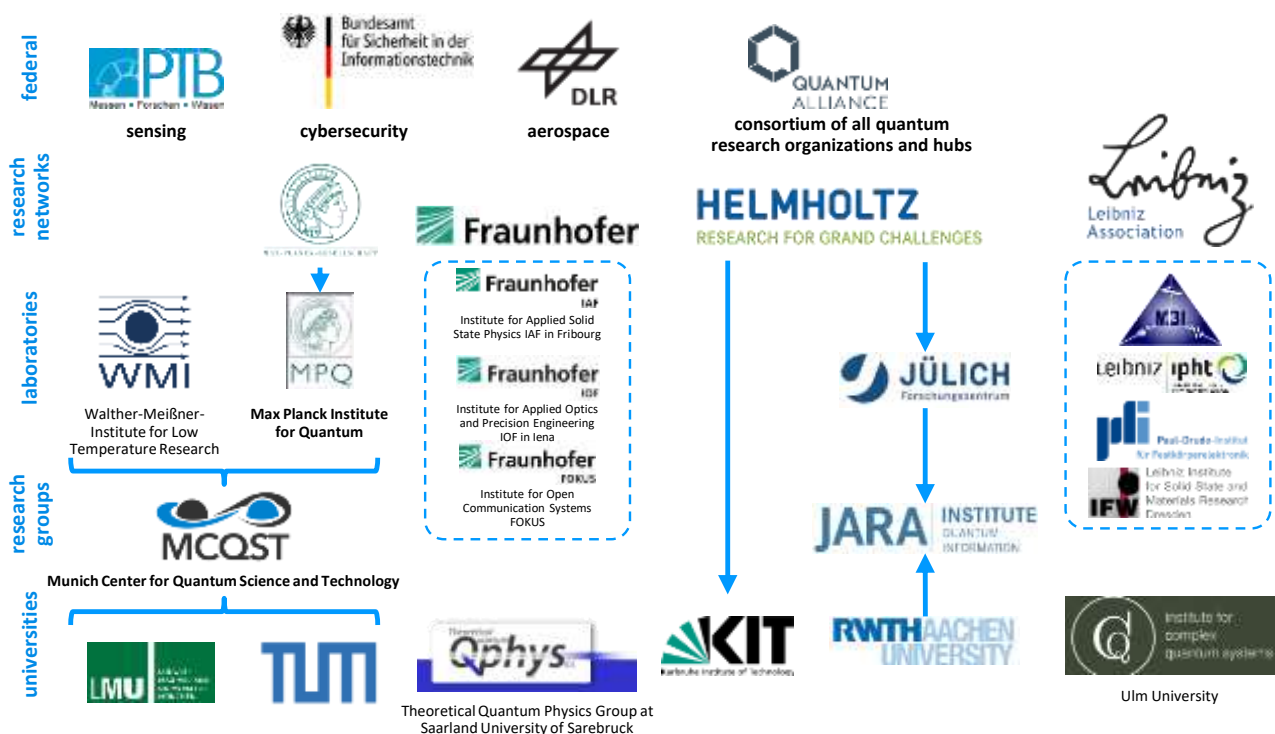 federal
PTB
Messen • Forschen • Wissen
sensing
Bundesamt
für Sicherheit in der
Informationstechnik
cybersecurity
DLR
aerospace
QUANTUM
ALLIANCE
consortium of all quantum
research organizations and hubs
research
networks
Fraunhofer
HELMHOLTZ
RESEARCH FOR GRAND CHALLENGES
Leibniz
Leibniz
Association
laboratories
WMI
Walther-Meißner-
Institute for Low
Temperature Research
MPQ
Max Planck Institute
for Quantum
Fraunhofer
IAF
Institute for Applied Solid
State Physics IAF in Fribourg
Fraunhofer
IOF
Institute for Applied Optics
and Precision Engineering
IOF in Iena
Fraunhofer
FOKUS
Institute for Open
Communication Systems
FOKUS
JÜLICH
Forschungszentrum
MBI
Leibniz ipht
pdi
Paul-Drude-Institut
für Festkörperelektronik
IFW
Leibniz Institute
for Solid State and
Materials Research
Dresden
research
groups
MCQST
Munich Center for Quantum Science and Technology
JARA
INSTITUTE
QUANTUM
INFORMATION
universities
LMU
TUM
Theoretical
Qphys
Theoretical Quantum Physics Group at
Saarland University of Sarebruck
KIT
Karlsruhe Institute of Technology
RWTH AACHEN
UNIVERSITY
institute for
complex
quantum systems
Ulm University